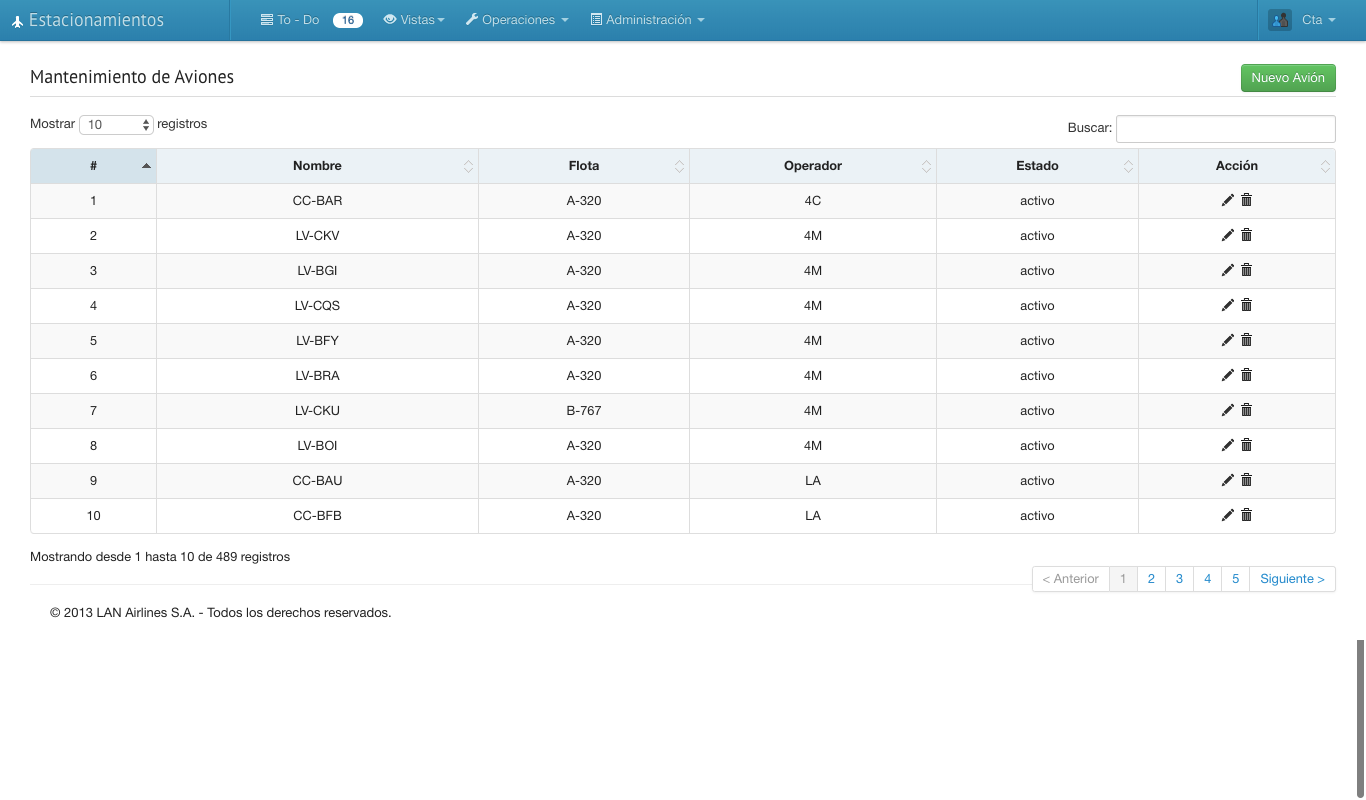 Estacionamientos To - Do 16 Vistas Operaciones Administración Cta
Mantenimiento de Aviones Nuevo Avión
Mostrar 10 registros Buscar:
# Nombre Flota Operador Estado Acción
1 CC-BAR A-320 4C activo
2 LV-CKV A-320 4M activo
3 LV-BGI A-320 4M activo
4 LV-CQS A-320 4M activo
5 LV-BFY A-320 4M activo
6 LV-BRA A-320 4M activo
7 LV-CKU B-767 4M activo
8 LV-BOI A-320 4M activo
9 CC-BAU A-320 LA activo
10 CC-BFB A-320 LA activo
Mostrando desde 1 hasta 10 de 489 registros
< Anterior 1 2 3 4 5 Siguiente >
© 2013 LAN Airlines S.A. - Todos los derechos reservados.